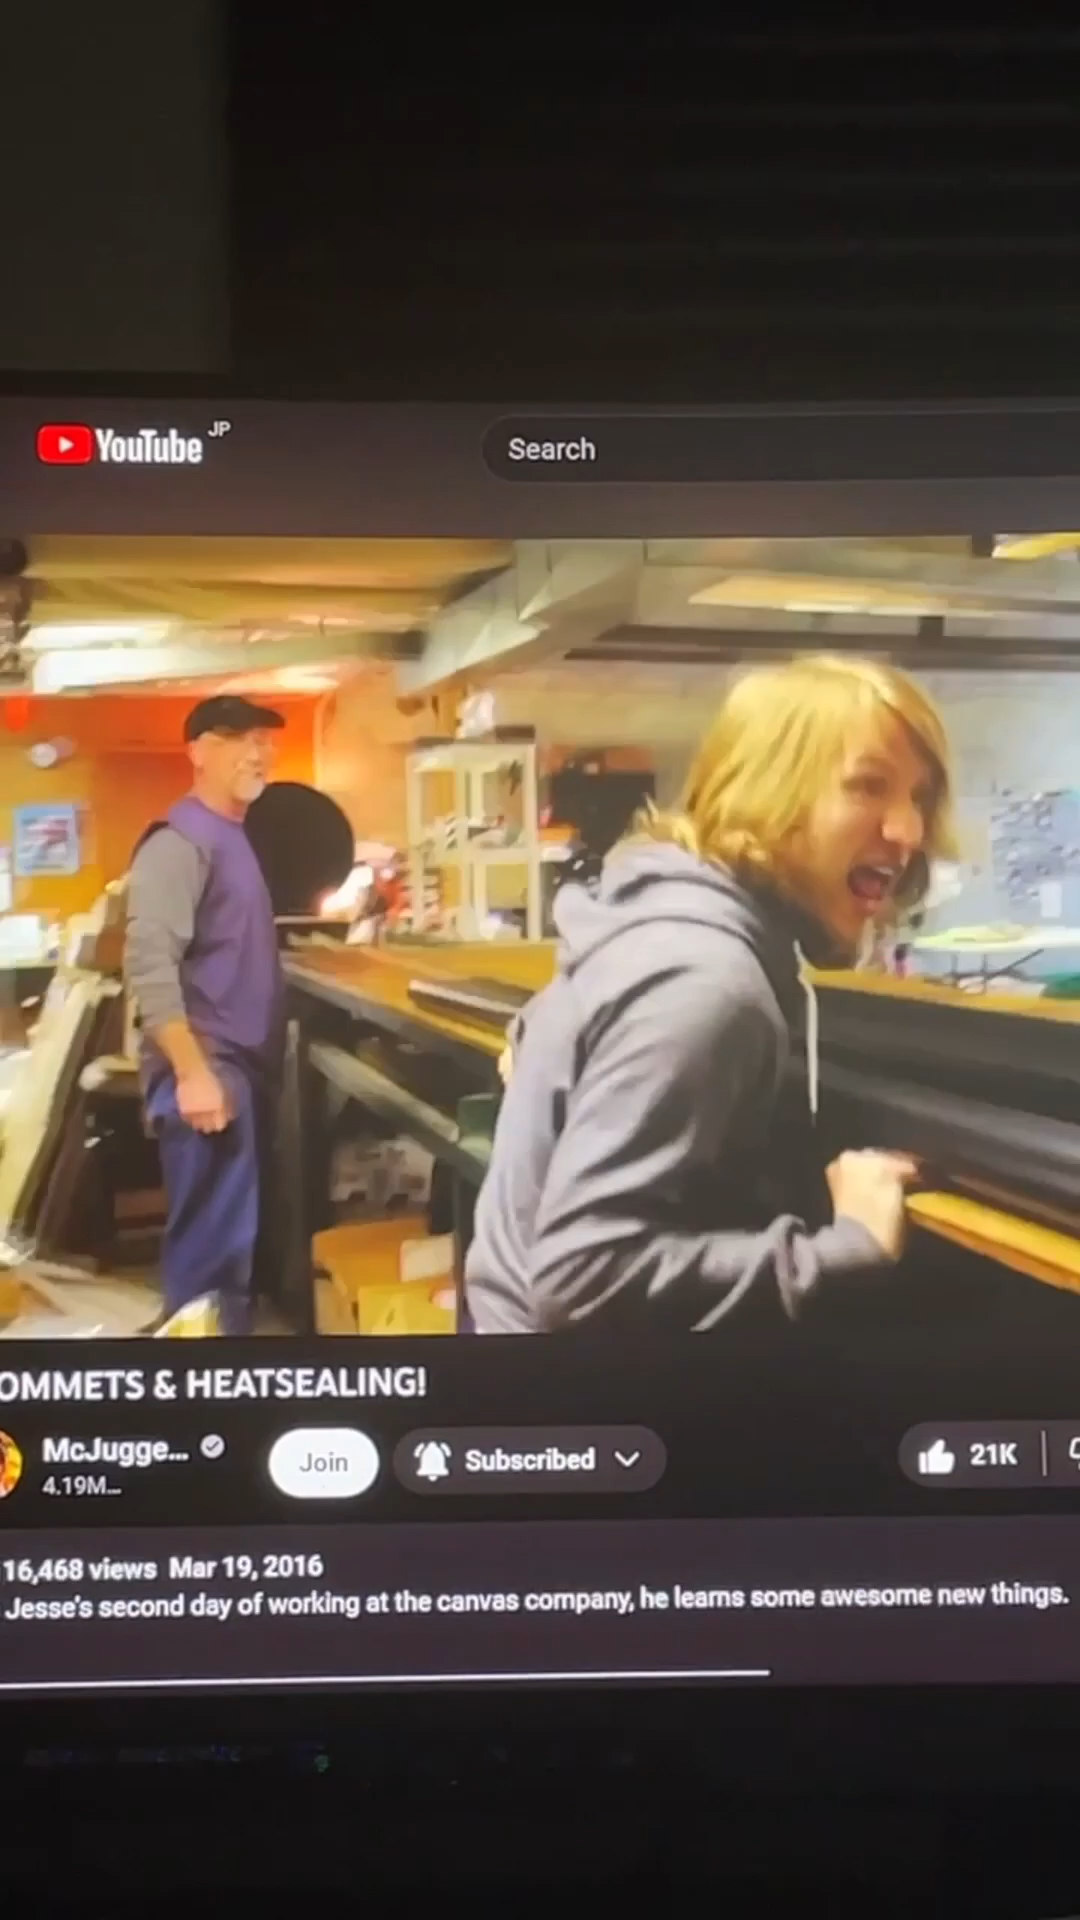 YouTube JP
Search
OMMETS & HEATSEALING!
McJugge...
4.19M...
Join
Subscribed
21K
16,468 views Mar 19, 2016
Jesse's second day of working at the canvas company, he learns some awesome new things.